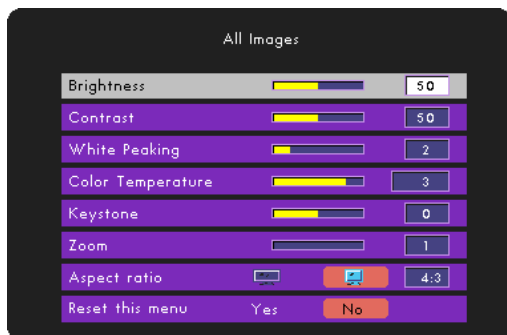 All Images
Brightness 50
Contrast 50
White Peaking 2
Color Temperature 3
Keystone 0
Zoom 1
Aspect ratio 4:3
Reset this menu Yes No